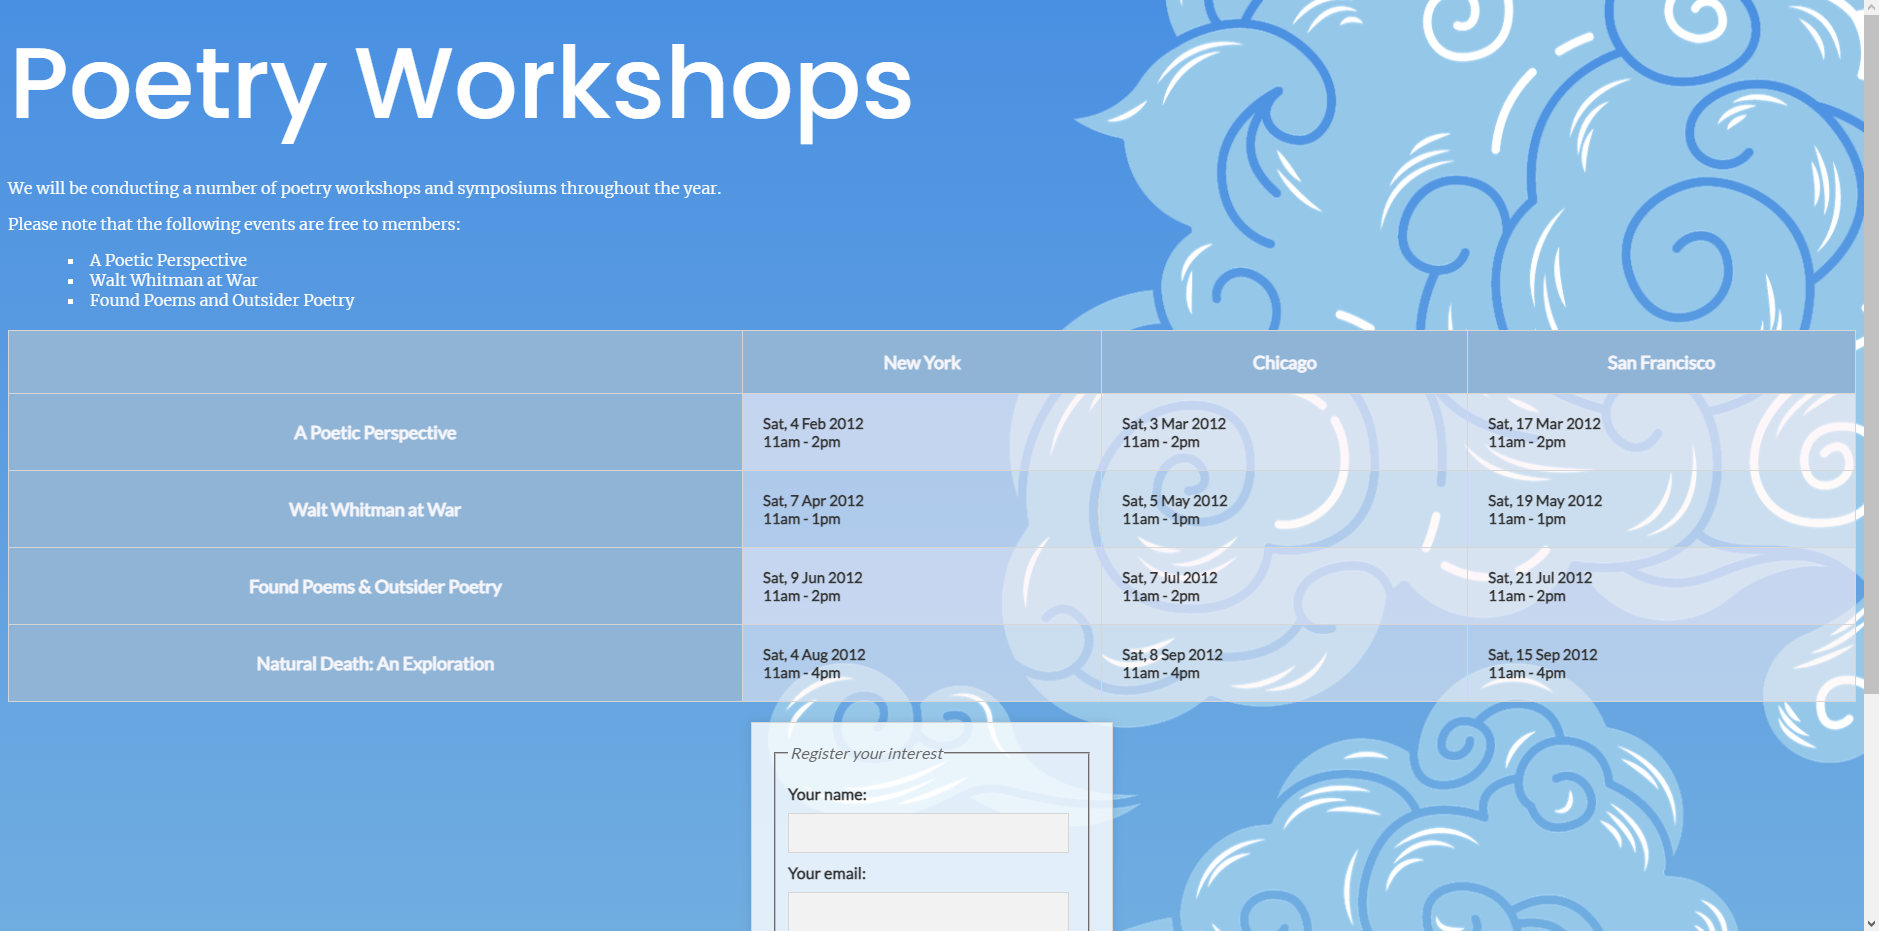 Poetry Workshops
We will be conducting a number of poetry workshops and symposiums throughout the year.
Please note that the following events are free to members:
A Poetic Perspective
Walt Whitman at War
Found Poems and Outsider Poetry
New York
Chicago
San Francisco
A Poetic Perspective
Sat, 4 Feb 2012
11am - 2pm
Sat, 3 Mar 2012
11am - 2pm
Sat, 17 Mar 2012
11am - 2pm
Walt Whitman at War
Sat, 7 Apr 2012
11am - 1pm
Sat, 5 May 2012
11am - 1pm
Sat, 19 May 2012
11am - 1pm
Found Poems & Outsider Poetry
Sat, 9 Jun 2012
11am - 2pm
Sat, 7 Jul 2012
11am - 2pm
Sat, 21 Jul 2012
11am - 2pm
Natural Death: An Exploration
Sat, 4 Aug 2012
11am - 4pm
Sat, 8 Sep 2012
11am - 4pm
Sat, 15 Sep 2012
11am - 4pm
Register your interest
Your name:
Your email: